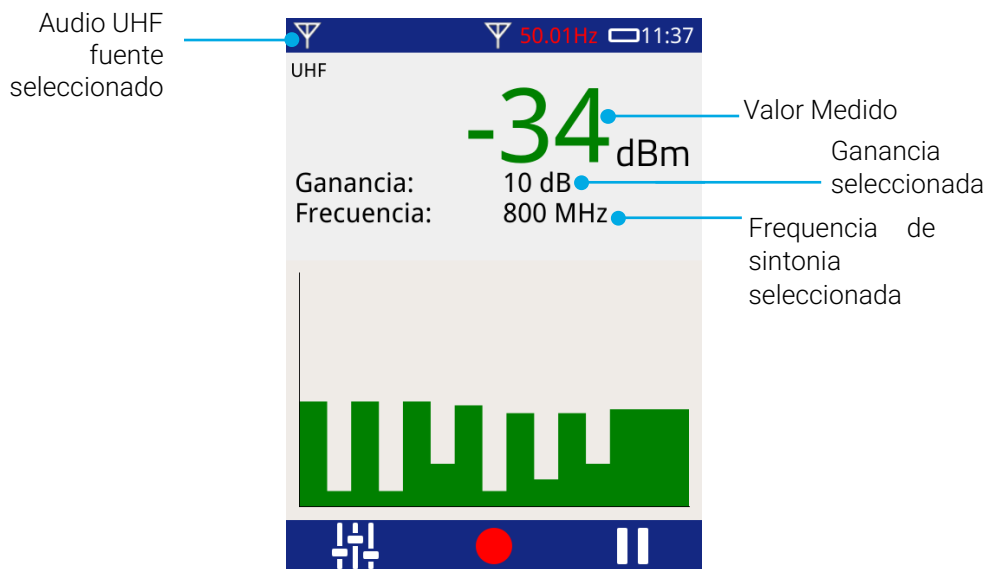 Audio UHF
fuente
seleccionado
50.01Hz 11:37
UHF
-34 dBm
Valor Medido
Ganancia
seleccionada
Ganancia: 10 dB
Frecuencia: 800 MHz
Frequencia de
sintonia
seleccionada